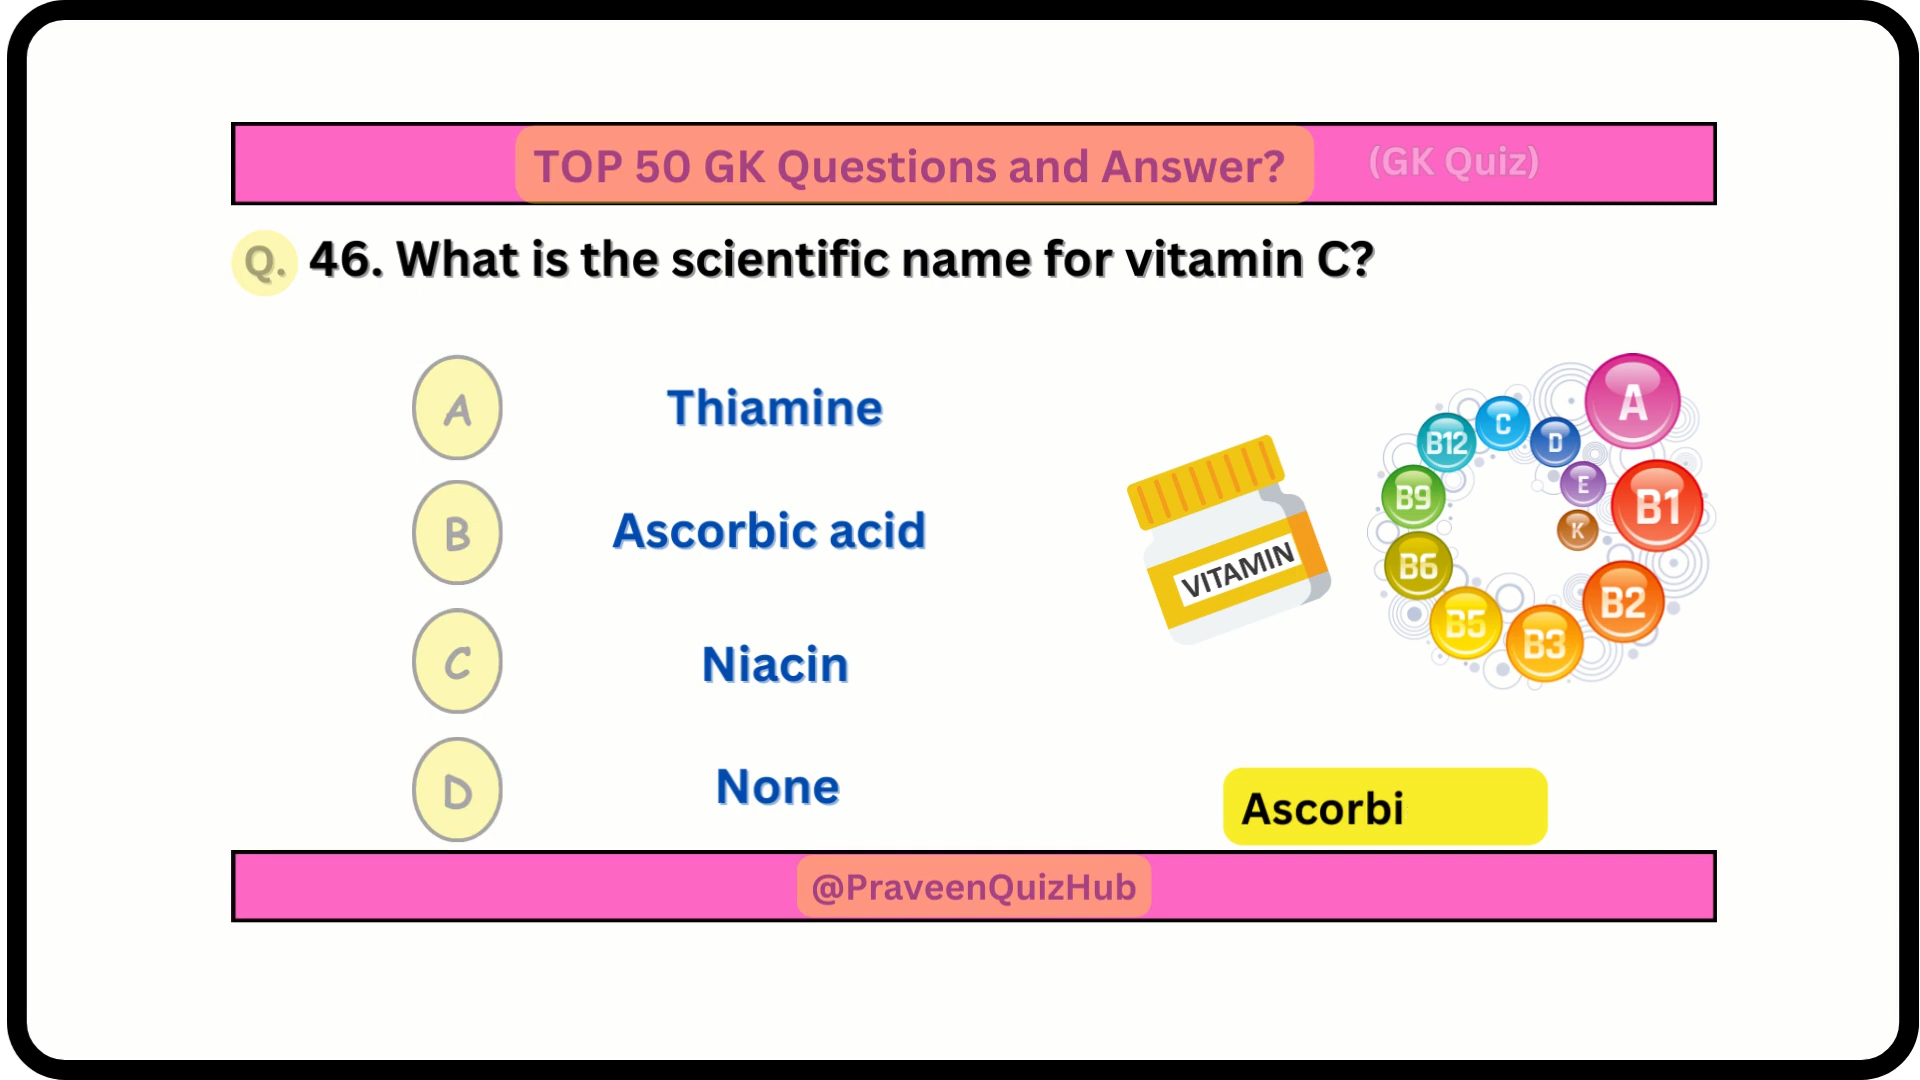 TOP 50 GK Questions and Answer? (GK Quiz)
Q. 46. What is the scientific name for vitamin C?
A Thiamine
B Ascorbic acid
C Niacin
D None
VITAMIN
A
C
D
B12
E
B9
B1
K
B6
B2
B5
B3
Ascorbi
@PraveenQuizHub